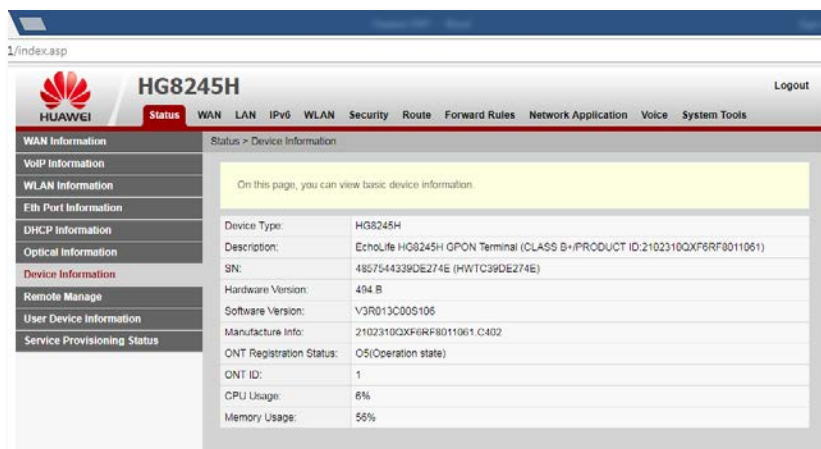 1/index.asp
HUAWEI
HG8245H
Logout
Status WAN LAN IPv6 WLAN Security Route Forward Rules Network Application Voice System Tools
WAN Information
VoIP Information
WLAN Information
Eth Port Information
DHCP Information
Optical Information
Device Information
Remote Manage
User Device Information
Service Provisioning Status
Status > Device Information
On this page, you can view basic device information.
Device Type: HG8245H
Description: EchoLife HG8245H GPON Terminal (CLASS B+/PRODUCT ID:2102310QXF6RF8011061)
SN: 4857544339DE274E (HWTC39DE274E)
Hardware Version: 494.B
Software Version: V3R013C00S106
Manufacture Info: 2102310QXF6RF8011061.C402
ONT Registration Status: O5(Operation state)
ONT ID: 1
CPU Usage: 6%
Memory Usage: 56%